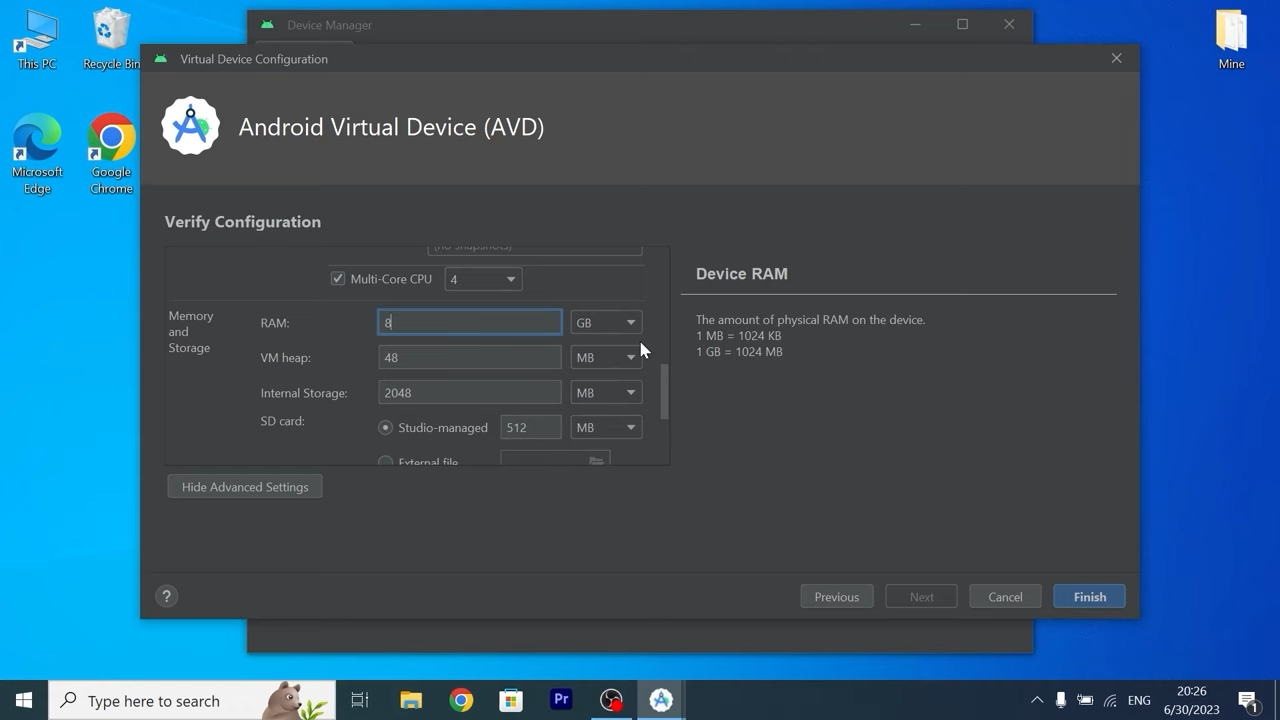 Device Manager
This PC
Recycle Bin
Mine
Virtual Device Configuration
Android Virtual Device (AVD)
Microsoft
Edge
Google
Chrome
Verify Configuration
(no snapshots)
Multi-Core CPU 4
Device RAM
Memory
and
Storage
RAM: 8 GB
The amount of physical RAM on the device.
1 MB = 1024 KB
1 GB = 1024 MB
VM heap: 48 MB
Internal Storage: 2048 MB
SD card: Studio-managed 512 MB
External file
Hide Advanced Settings
? Previous Next Cancel Finish
Type here to search
Pr
ENG
20:26
6/30/2023
1